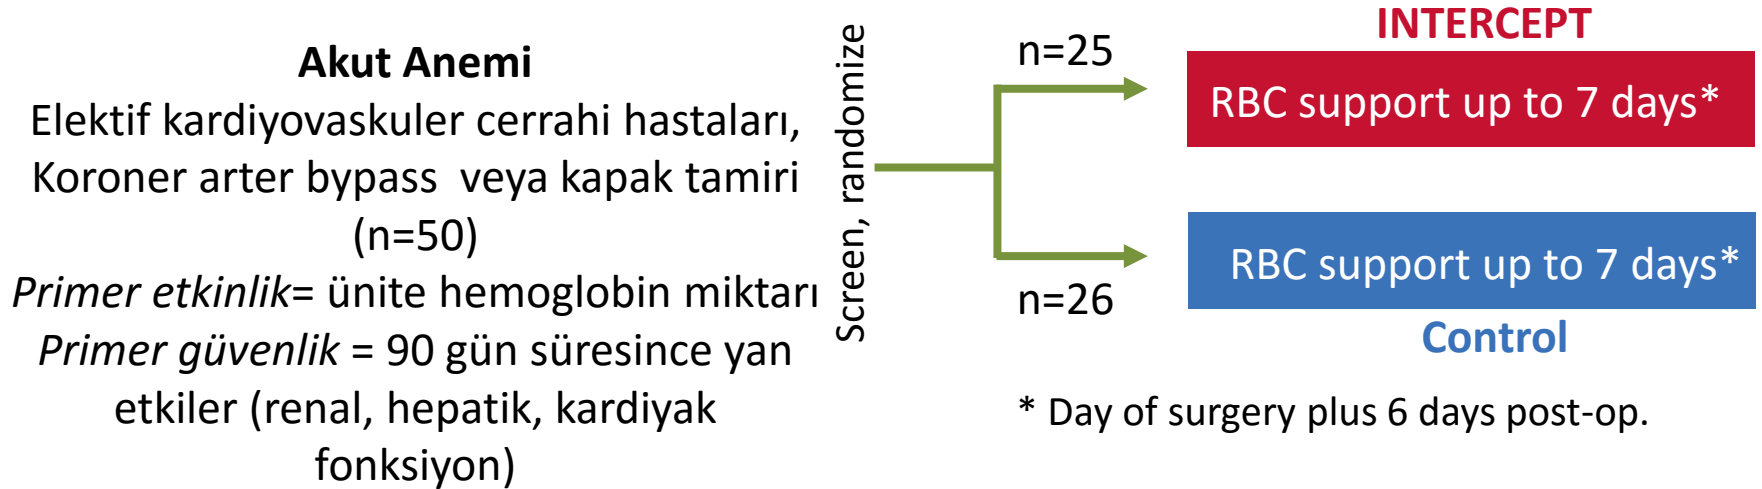 Akut Anemi
Elektif kardiyovaskuler cerrahi hastaları,
Koroner arter bypass veya kapak tamiri
(n=50)
Primer etkinlik= ünite hemoglobin miktarı
Primer güvenlik = 90 gün süresince yan
etkiler (renal, hepatik, kardiyak
fonksiyon)
Screen, randomize
n=25
INTERCEPT
RBC support up to 7 days*
n=26
RBC support up to 7 days*
Control
* Day of surgery plus 6 days post-op.